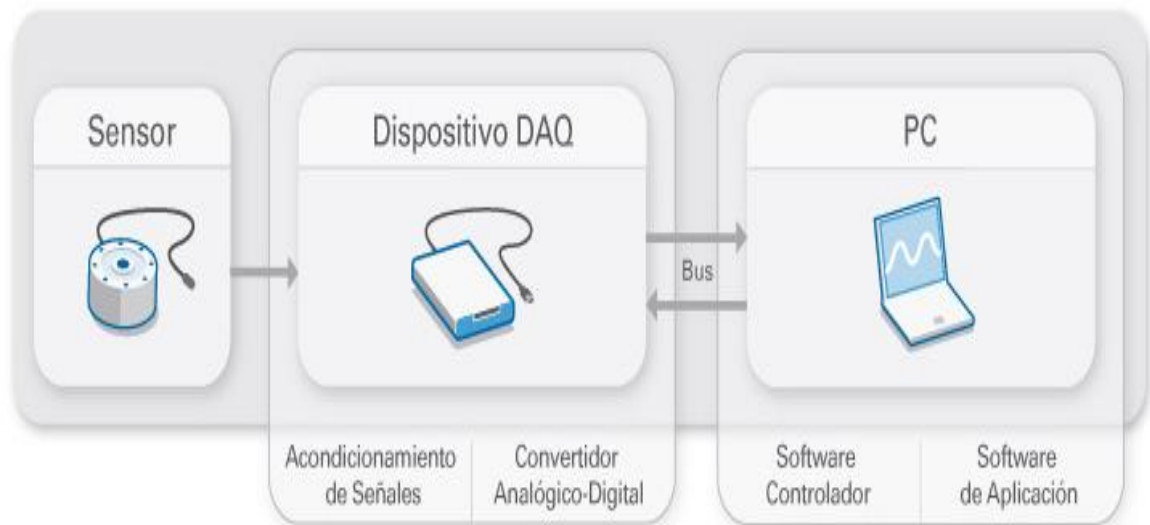 Sensor
Dispositivo DAQ
PC
Bus
Acondicionamiento
de Señales
Convertidor
Analógico-Digital
Software
Controlador
Software
de Aplicación